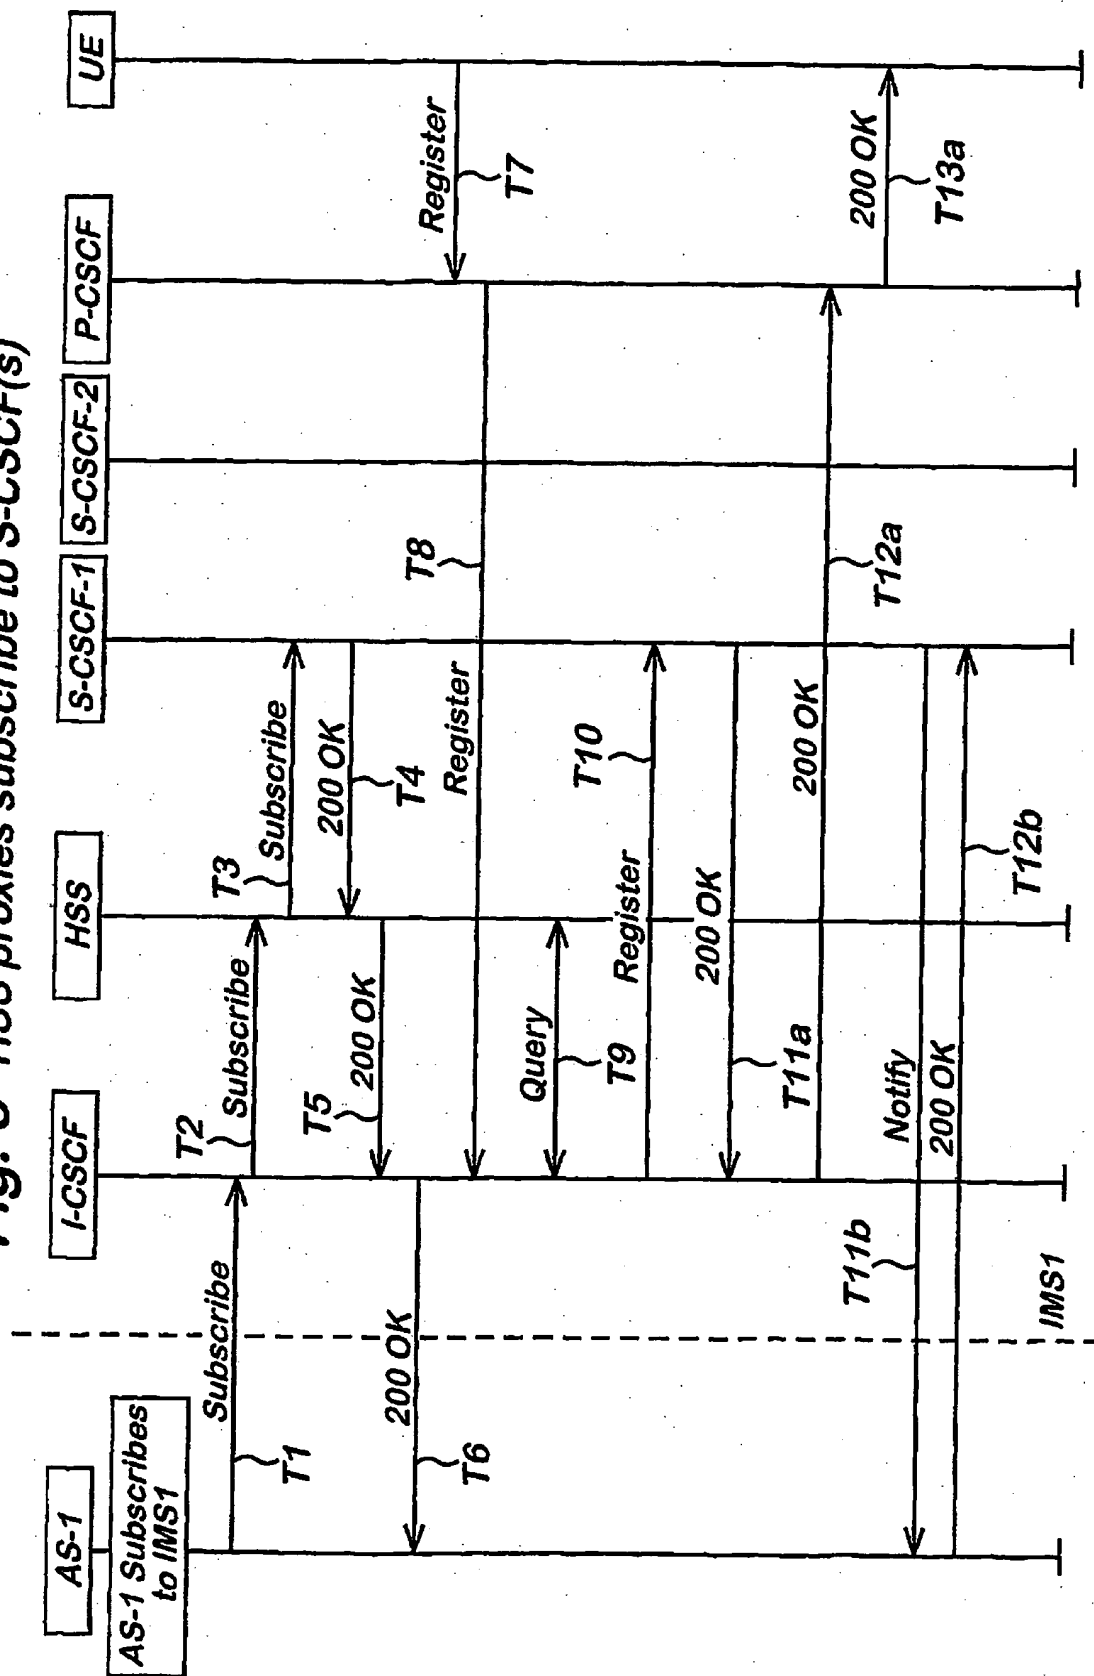 HSS proxies subscribe to S-CSCF(s)
AS-1
I-CSCF
HSS
S-CSCF-1
S-CSCF-2
P-CSCF
UE
AS-1 Subscribes
to IMS1
Subscribe
T1
T2
Subscribe
T3
Subscribe
200 OK
T4
T5
200 OK
200 OK
T6
Register
T7
Register
T8
Query
T9
Register
T10
200 OK
T11a
200 OK
T12a
200 OK
T13a
Notify
T11b
200 OK
T12b
IMS1